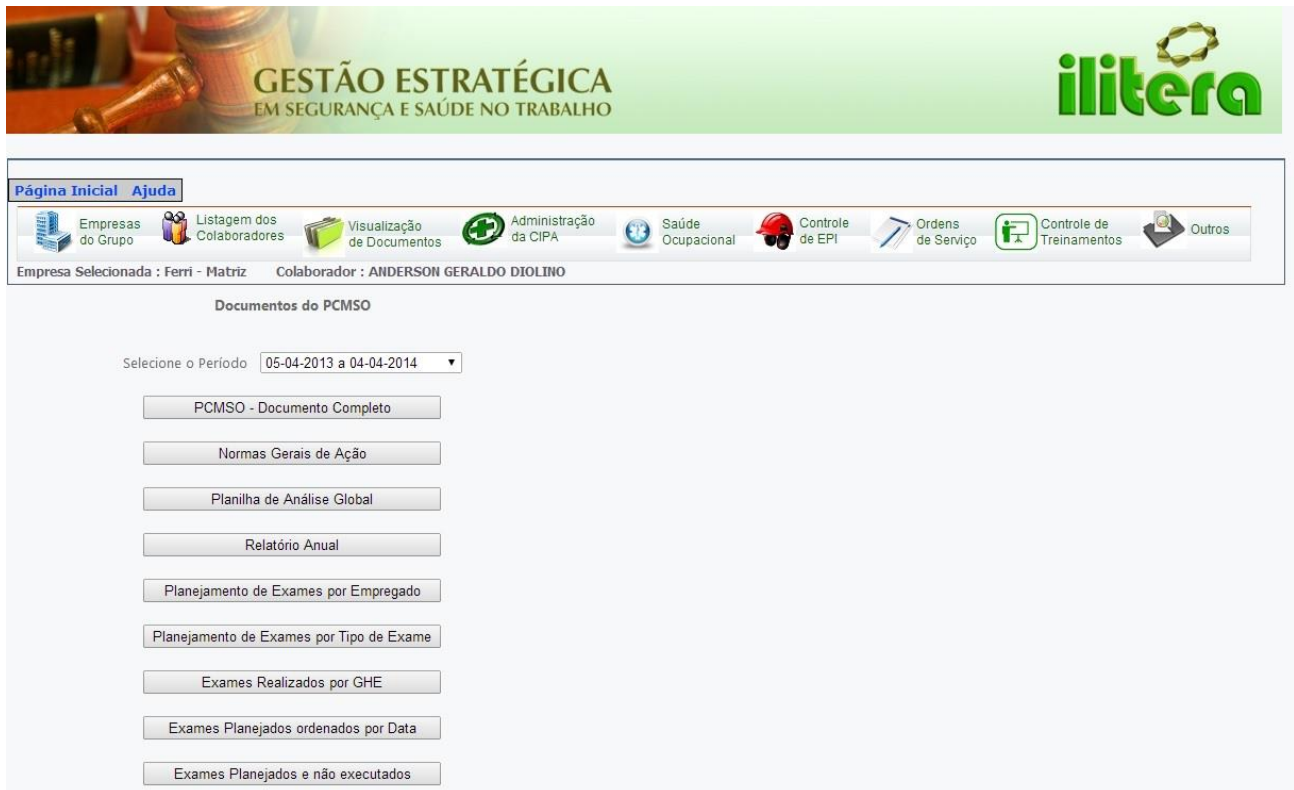 GESTÃO ESTRATÉGICA
EM SEGURANÇA E SAÚDE NO TRABALHO
ilitera
Página Inicial Ajuda
Empresas
do Grupo
Listagem dos
Colaboradores
Visualização
de Documentos
Administração
da CIPA
Saúde
Ocupacional
Controle
de EPI
Ordens
de Serviço
Controle de
Treinamentos
Outros
Empresa Selecionada : Ferri - Matriz Colaborador : ANDERSON GERALDO DIOLINO
Documentos do PCMSO
Selecione o Período 05-04-2013 a 04-04-2014
PCMSO - Documento Completo
Normas Gerais de Ação
Planilha de Análise Global
Relatório Anual
Planejamento de Exames por Empregado
Planejamento de Exames por Tipo de Exame
Exames Realizados por GHE
Exames Planejados ordenados por Data
Exames Planejados e não executados